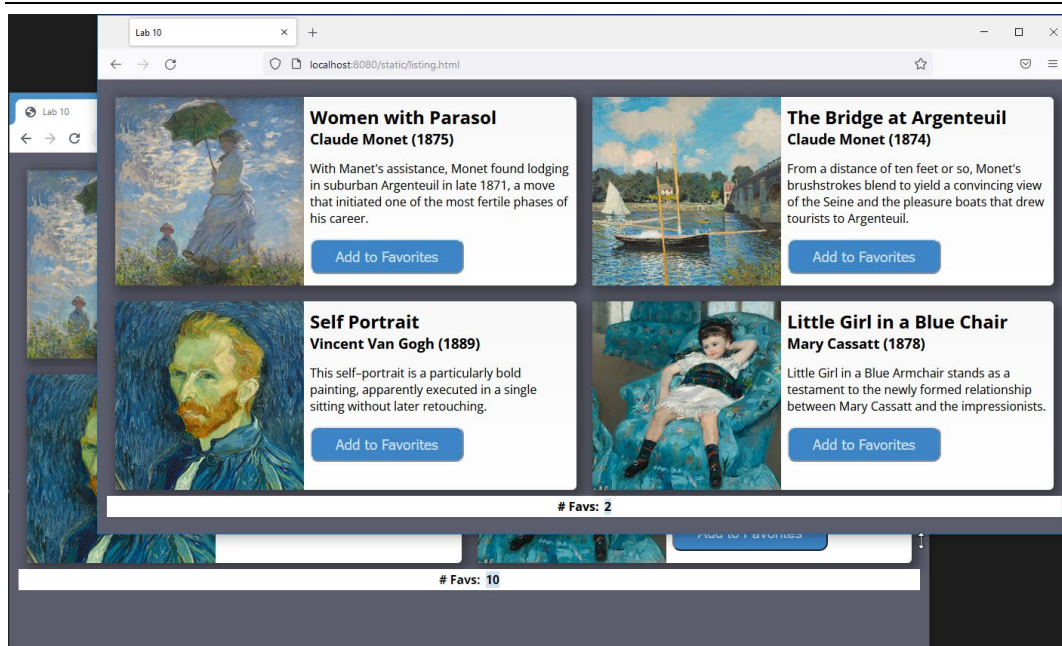 Lab 10
localhost:8080/static/listing.html
Lab 10
Women with Parasol
Claude Monet (1875)
With Manet's assistance, Monet found lodging
in suburban Argenteuil in late 1871, a move
that initiated one of the most fertile phases of
his career.
Add to Favorites
The Bridge at Argenteuil
Claude Monet (1874)
From a distance of ten feet or so, Monet's
brushstrokes blend to yield a convincing view
of the Seine and the pleasure boats that drew
tourists to Argenteuil.
Add to Favorites
Self Portrait
Vincent Van Gogh (1889)
This self–portrait is a particularly bold
painting, apparently executed in a single
sitting without later retouching.
Add to Favorites
Little Girl in a Blue Chair
Mary Cassatt (1878)
Little Girl in a Blue Armchair stands as a
testament to the newly formed relationship
between Mary Cassatt and the impressionists.
Add to Favorites
# Favs: 2
Add to Favorites
# Favs: 10